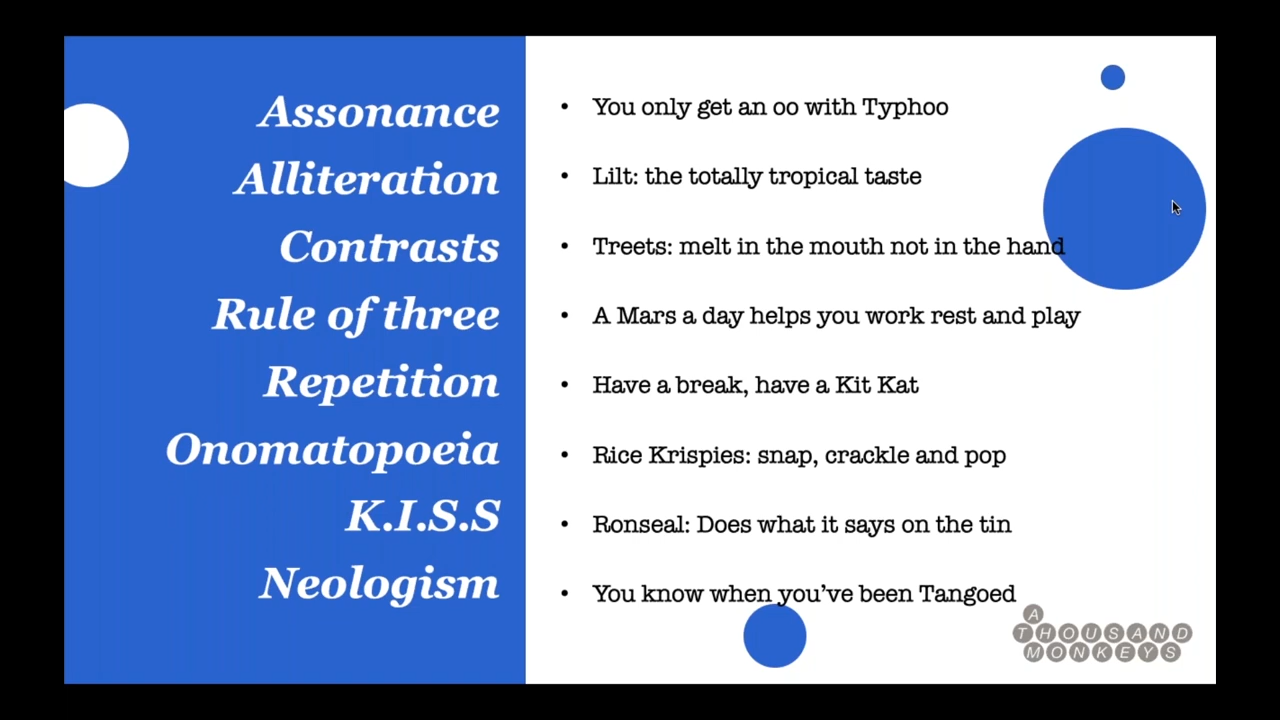 Assonance
Alliteration
Contrasts
Rule of three
Repetition
Onomatopoeia
K.I.S.S
Neologism
• You only get an oo with Typhoo
• Lilt: the totally tropical taste
• Treets: melt in the mouth not in the hand
• A Mars a day helps you work rest and play
• Have a break, have a Kit Kat
• Rice Krispies: snap, crackle and pop
• Ronseal: Does what it says on the tin
• You know when you’ve been Tangoed
A
THOUSAND
MONKEYS